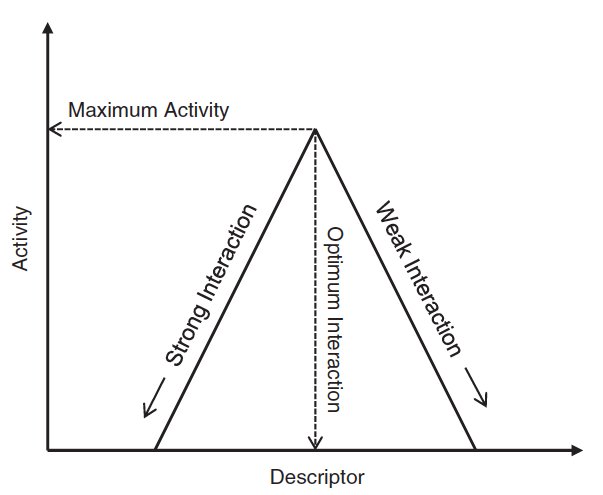 Maximum Activity
Activity
Strong Interaction
Optimum Interaction
Weak Interaction
Descriptor